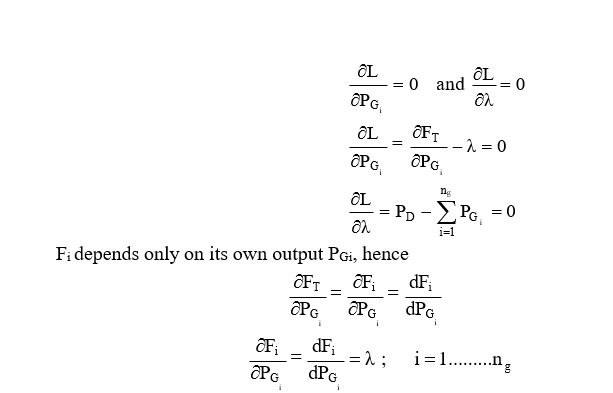 ∂L/∂P_{G_i} = 0 and ∂L/∂λ = 0
∂L/∂P_{G_i} = ∂F_T/∂P_{G_i} − λ = 0
∂L/∂λ = P_D − ∑_{i=1}^{n_g} P_{G_i} = 0
F_i depends only on its own output P_{Gi}, hence
∂F_T/∂P_{G_i} = ∂F_i/∂P_{G_i} = dF_i/dP_{G_i}
∂F_i/∂P_{G_i} = dF_i/dP_{G_i} = λ ; i = 1.........n_g